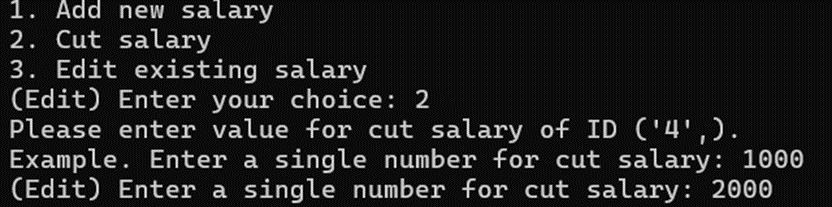 1. Add new salary
2. Cut salary
3. Edit existing salary
(Edit) Enter your choice: 2
Please enter value for cut salary of ID ('4',).
Example. Enter a single number for cut salary: 1000
(Edit) Enter a single number for cut salary: 2000